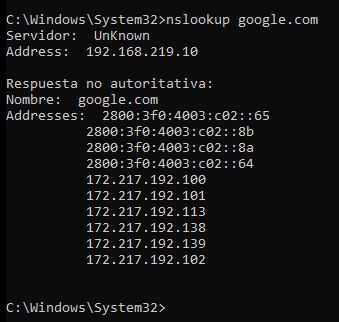 C:\Windows\System32>nslookup google.com
Servidor:  UnKnown
Address:  192.168.219.10
Respuesta no autoritativa:
Nombre:  google.com
Addresses:  2800:3f0:4003:c02::65
2800:3f0:4003:c02::8b
2800:3f0:4003:c02::8a
2800:3f0:4003:c02::64
172.217.192.100
172.217.192.101
172.217.192.113
172.217.192.138
172.217.192.139
172.217.192.102
C:\Windows\System32>